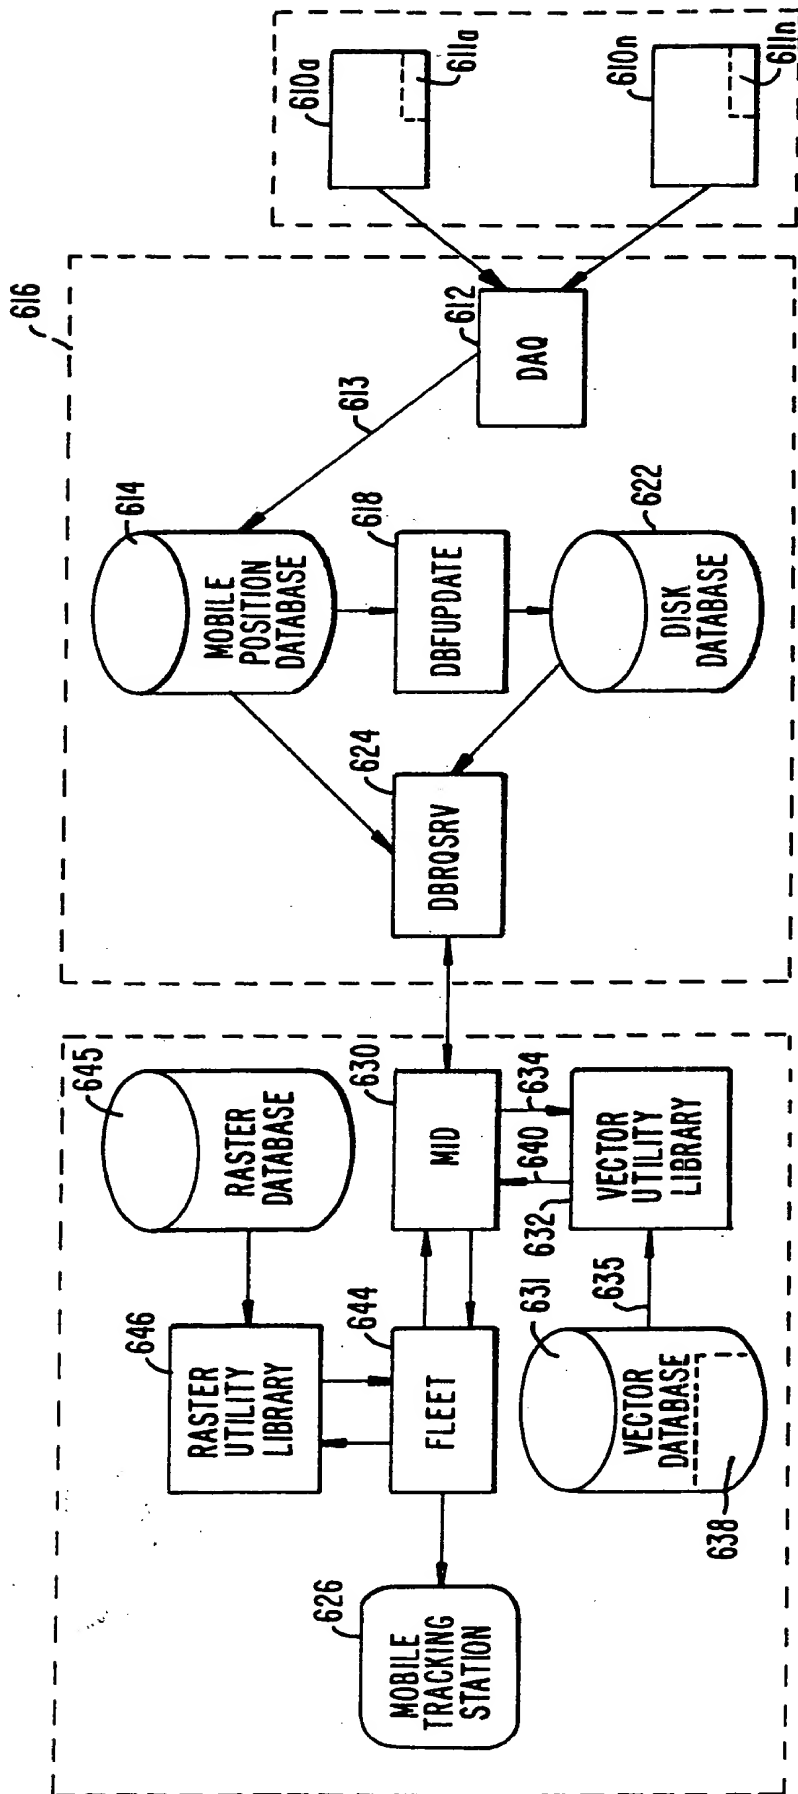 616
610a
611a
610n
611n
612
DAQ
613
614
MOBILE
POSITION
DATABASE
618
DBFUPDATE
622
DISK
DATABASE
624
DBRQSRV
645
RASTER
DATABASE
630
MID
634
640
632
VECTOR
UTILITY
LIBRARY
635
631
VECTOR
DATABASE
638
646
RASTER
UTILITY
LIBRARY
644
FLEET
626
MOBILE
TRACKING
STATION